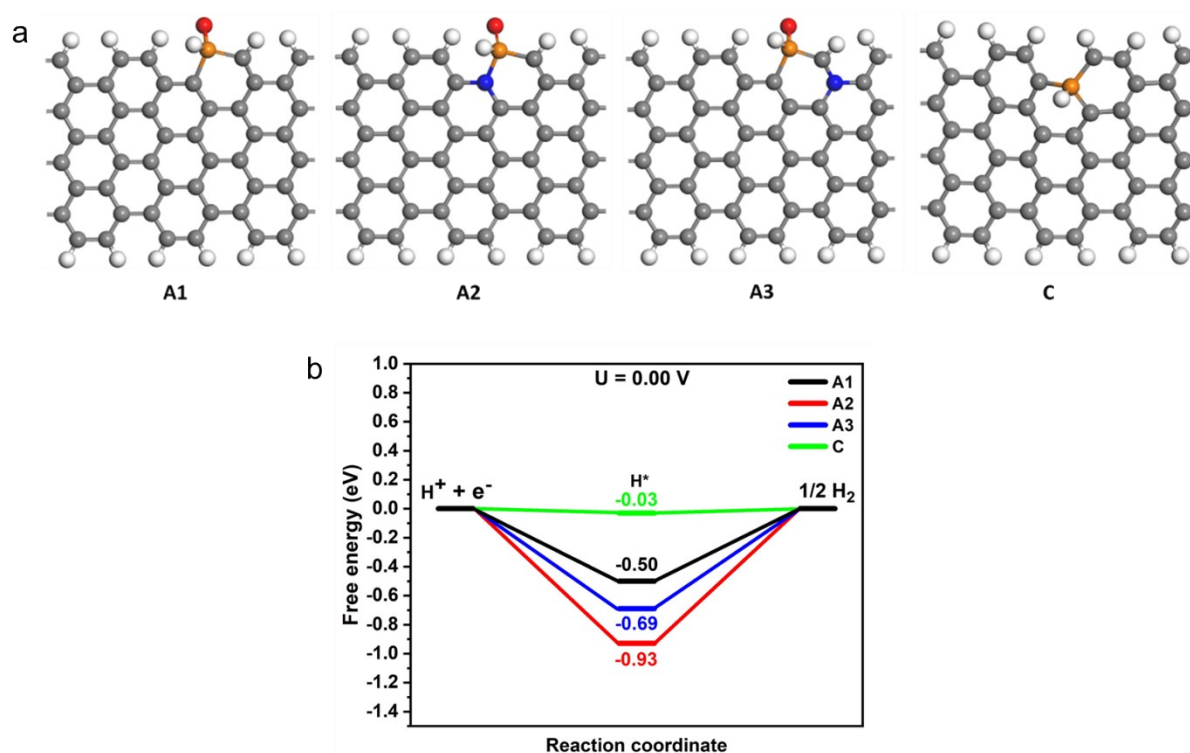 a
A1
A2
A3
C
b
U = 0.00 V
A1
A2
A3
C
1.0
0.8
0.6
0.4
0.2
0.0
-0.2
-0.4
-0.6
-0.8
-1.0
-1.2
-1.4
Free energy (eV)
H⁺ + e⁻
H*
-0.03
1/2 H₂
-0.50
-0.69
-0.93
Reaction coordinate